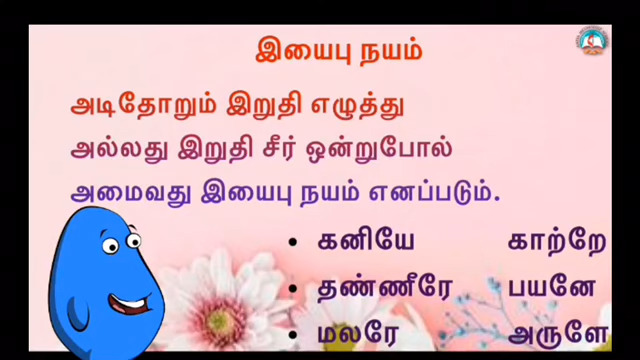 இயைபு நயம்
அடிதோறும் இறுதி எழுத்து
அல்லது இறுதி சீர் ஒன்றுபோல்
அமைவது இயைபு நயம் எனப்படும்.
• கனியே காற்றே
• தண்ணீரே பயனே
• மலரே அருளே